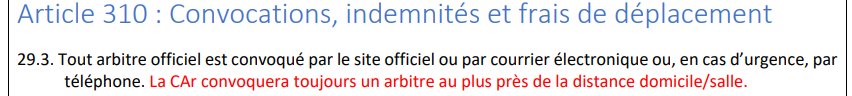 Article 310 : Convocations, indemnités et frais de déplacement
29.3. Tout arbitre officiel est convoqué par le site officiel ou par courrier électronique ou, en cas d’urgence, par
téléphone. La CAr convoquera toujours un arbitre au plus près de la distance domicile/salle.